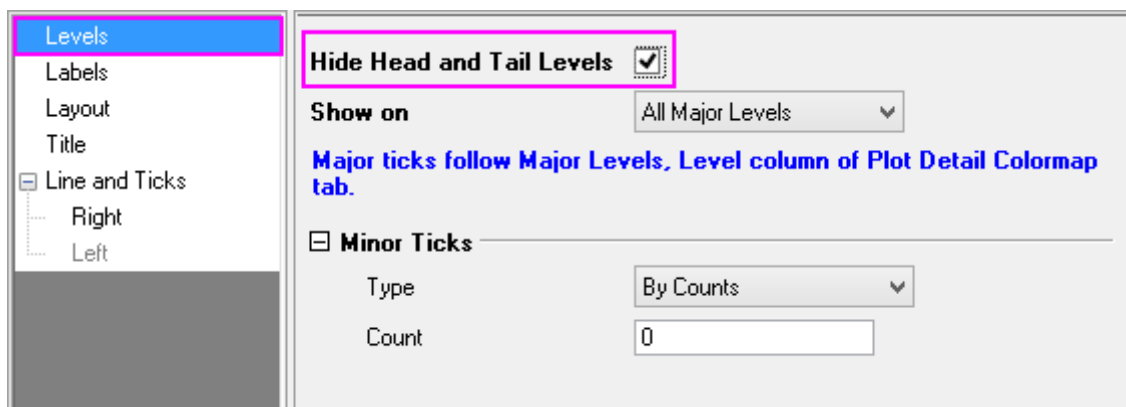 Levels
Labels
Layout
Title
Line and Ticks
Right
Left
Hide Head and Tail Levels
Show on All Major Levels
Major ticks follow Major Levels, Level column of Plot Detail Colormap
tab.
Minor Ticks
Type By Counts
Count 0